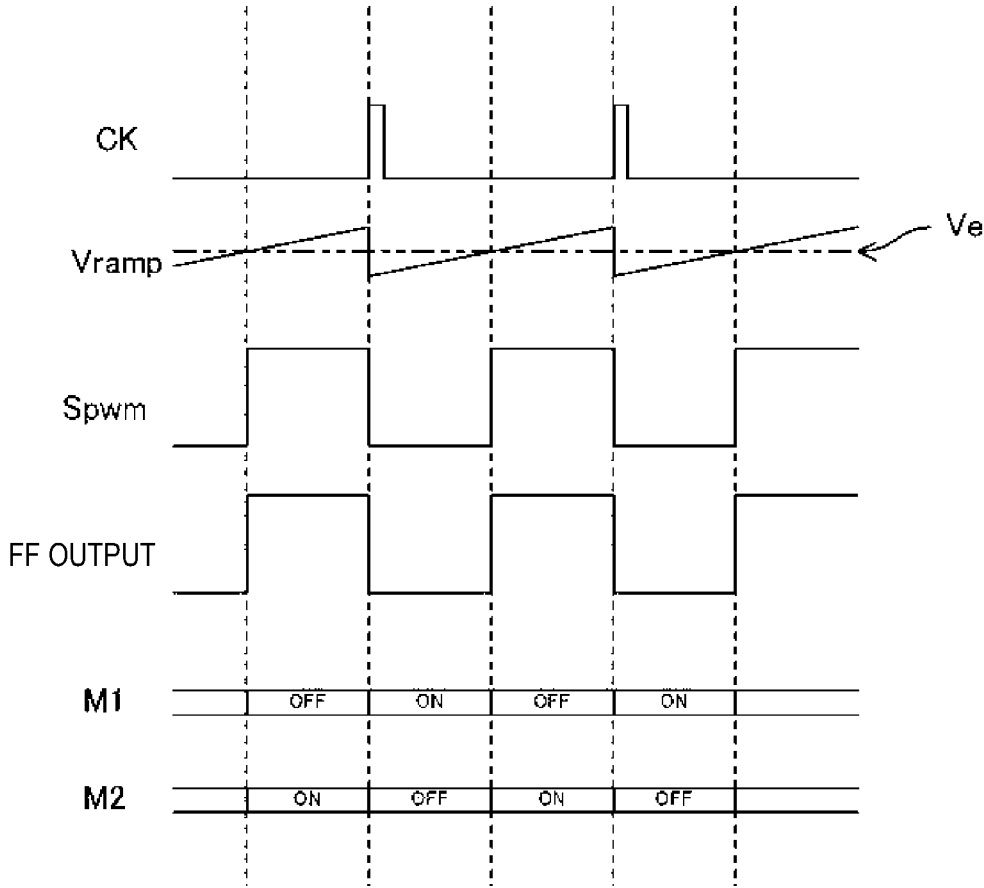 CK
Vramp
Ve
Spwm
FF OUTPUT
M1 OFF ON OFF ON
M2 ON OFF ON OFF